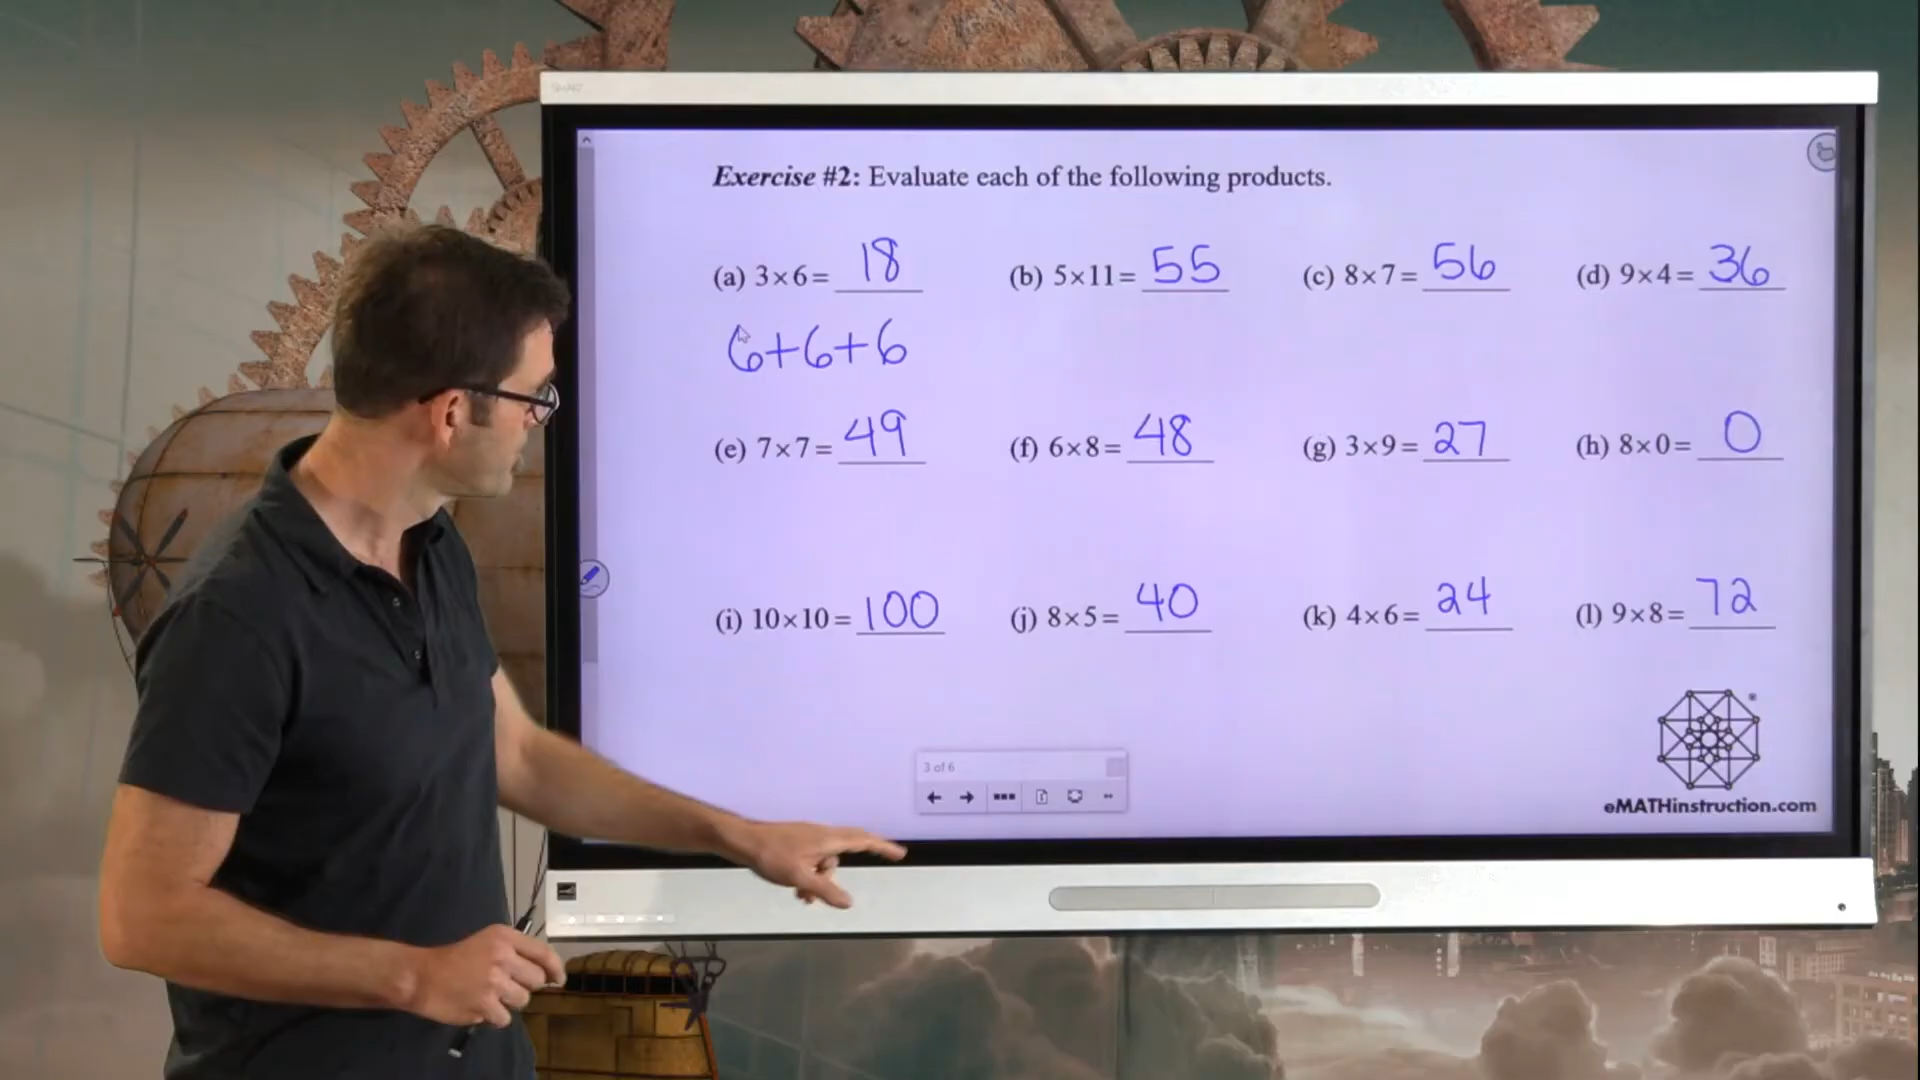 SMART
Exercise #2: Evaluate each of the following products.
(a) 3×6= 18 (b) 5×11= 55 (c) 8×7= 56 (d) 9×4= 36
6+6+6
(e) 7×7= 49 (f) 6×8= 48 (g) 3×9= 27 (h) 8×0= 0
(i) 10×10= 100 (j) 8×5= 40 (k) 4×6= 24 (l) 9×8= 72
3 of 6
eMATHinstruction.com